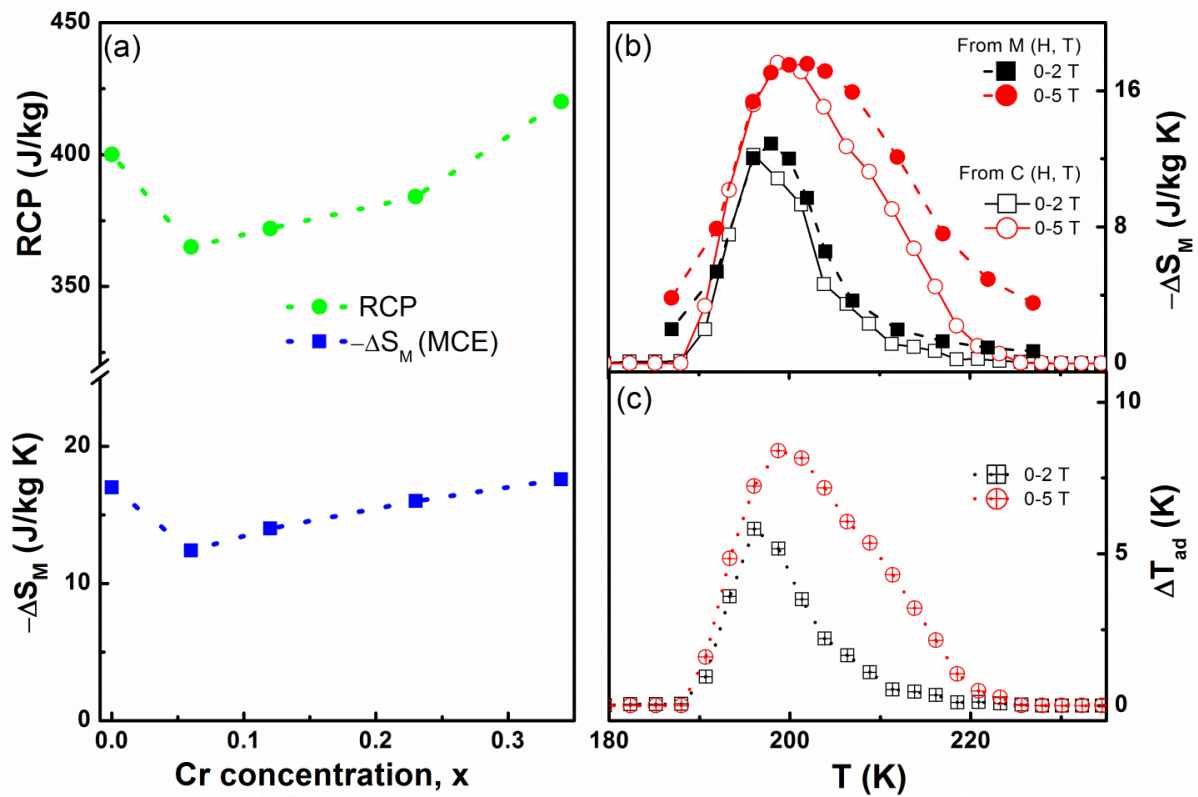 (a)
450
400
350
RCP (J/kg)
RCP
−ΔS_M (MCE)
20
10
0
−ΔS_M (J/kg K)
0.0 0.1 0.2 0.3
Cr concentration, x
(b)
From M (H, T)
0-2 T
0-5 T
From C (H, T)
0-2 T
0-5 T
16
8
0
−ΔS_M (J/kg K)
(c)
0-2 T
0-5 T
10
5
0
ΔT_ad (K)
180 200 220
T (K)